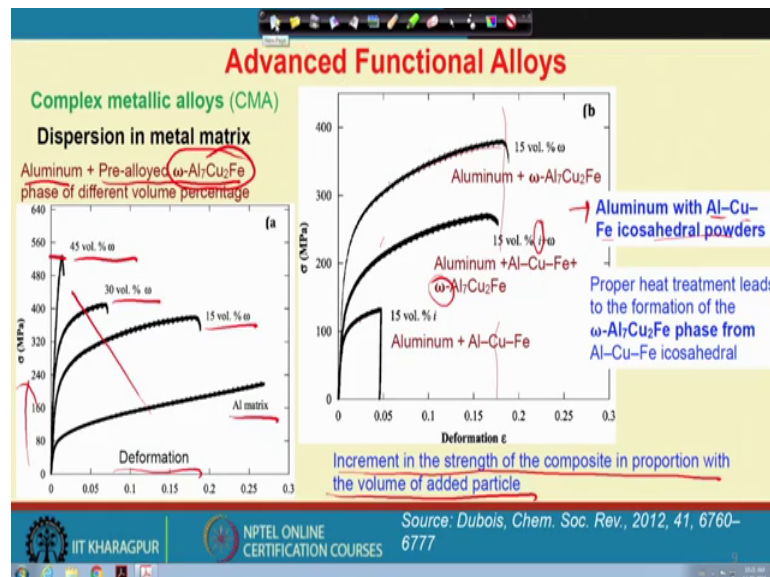 New Page
Advanced Functional Alloys
Complex metallic alloys (CMA)
Dispersion in metal matrix
Aluminum + Pre-alloyed ω-Al7Cu2Fe
phase of different volume percentage
640
560
480
400
320
240
160
80
0
σ (MPa)
(a
45 vol. % ω
30 vol. % ω
15 vol. % ω
Al matrix
Deformation
0
0.05
0.1
0.15
0.2
0.25
0.3
400
300
200
100
0
σ (MPa)
(b
15 vol. % ω
Aluminum + ω-Al7Cu2Fe
15 vol. % i-ω
Aluminum +Al–Cu–Fe+
ω-Al7Cu2Fe
15 vol. % i
Aluminum + Al–Cu–Fe
0
0.05
0.1
0.15
0.2
0.25
0.3
Deformation ε
Aluminum with Al–Cu–
Fe icosahedral powders
Proper heat treatment leads
to the formation of the
ω-Al7Cu2Fe phase from
Al–Cu–Fe icosahedral
Increment in the strength of the composite in proportion with
the volume of added particle
IIT KHARAGPUR
NPTEL ONLINE
CERTIFICATION COURSES
Source: Dubois, Chem. Soc. Rev., 2012, 41, 6760–
6777
9